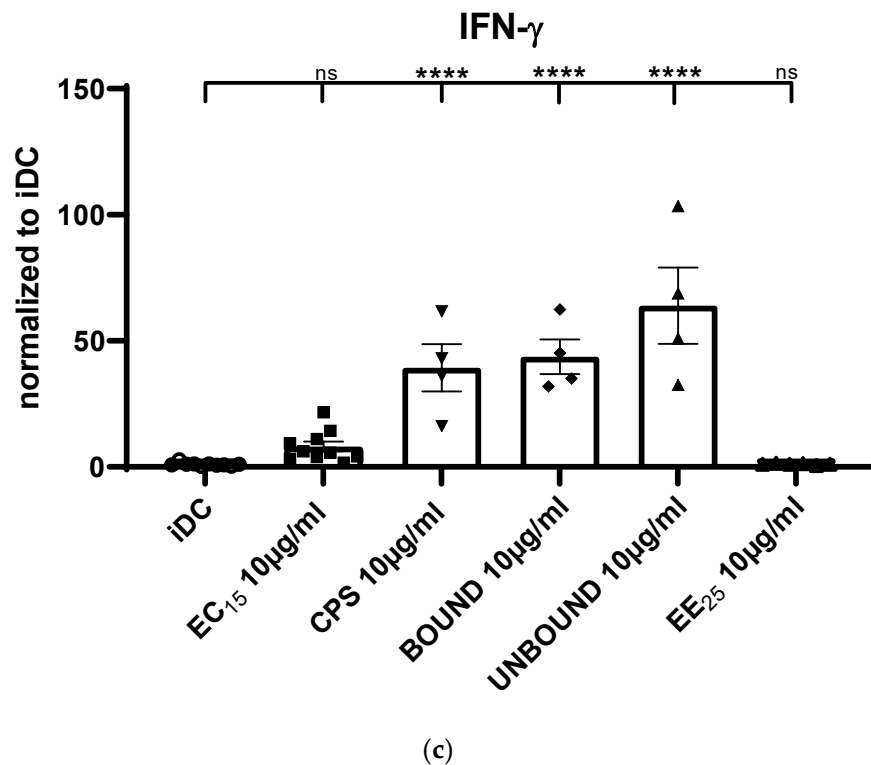 IFN-γ
ns **** **** **** ns
150
100
50
0
normalized to iDC
iDC
EC₁₅ 10µg/ml
CPS 10µg/ml
BOUND 10µg/ml
UNBOUND 10µg/ml
EE₂₅ 10µg/ml
(c)